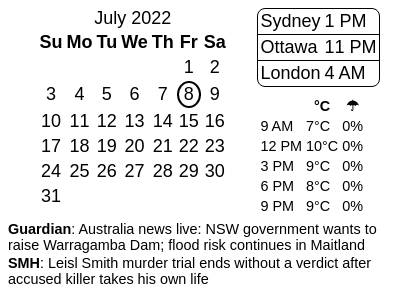 July 2022
Su Mo Tu We Th Fr Sa
1 2
3 4 5 6 7 8 9
10 11 12 13 14 15 16
17 18 19 20 21 22 23
24 25 26 27 28 29 30
31
Sydney 1 PM
Ottawa 11 PM
London 4 AM
°C ☂
9 AM 7°C 0%
12 PM 10°C 0%
3 PM 9°C 0%
6 PM 8°C 0%
9 PM 9°C 0%
Guardian: Australia news live: NSW government wants to
raise Warragamba Dam; flood risk continues in Maitland
SMH: Leisl Smith murder trial ends without a verdict after
accused killer takes his own life